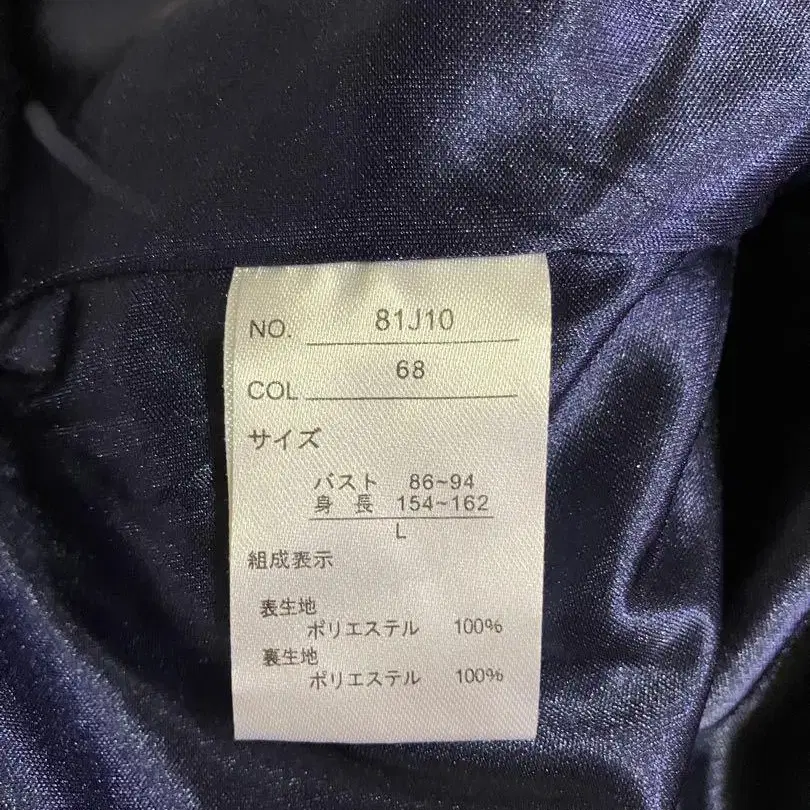 NO. 81J10
COL 68
サイズ
バスト 86~94
身 長 154~162
L
組成表示
表生地
ポリエステル 100%
裏生地
ポリエステル 100%